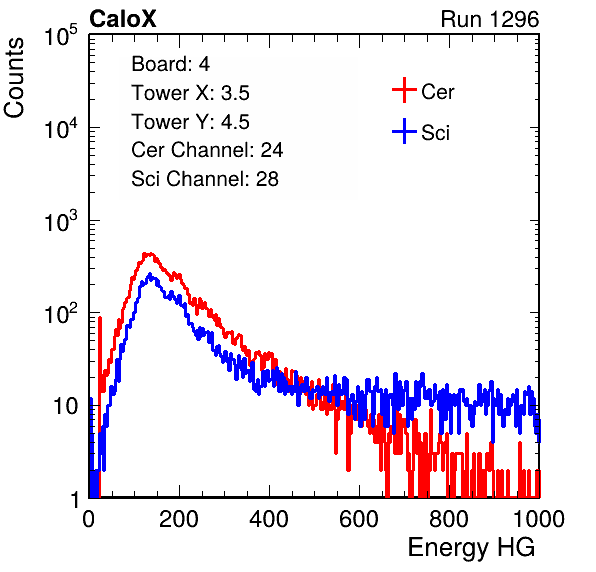 CaloX Run 1296
Counts
10^5
10^4
10^3
10^2
10
1
Board: 4
Tower X: 3.5
Tower Y: 4.5
Cer Channel: 24
Sci Channel: 28
Cer
Sci
0 200 400 600 800 1000
Energy HG